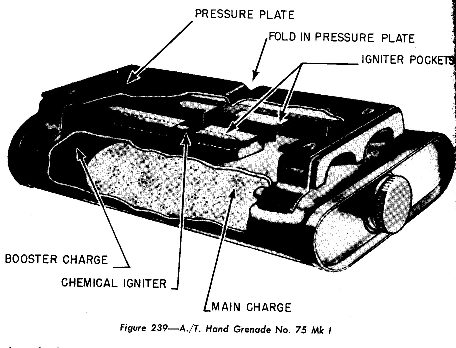 PRESSURE PLATE
FOLD IN PRESSURE PLATE
IGNITER POCKETS
BOOSTER CHARGE
CHEMICAL IGNITER
MAIN CHARGE
Figure 239—A./T. Hand Grenade No. 75 Mk I